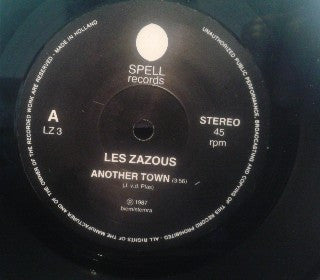 SPELL
records
A
LZ 3
STEREO
45
rpm
LES ZAZOUS
ANOTHER TOWN (3:56)
(J. v.d. Plas)
℗ 1987
bicm/stemra
ALL RIGHTS OF THE MANUFACTURER AND OF THE OWNER OF THE RECORDED WORK ARE RESERVED - MADE IN HOLLAND
UNAUTHORIZED PUBLIC PERFORMANCE, BROADCASTING AND COPYING OF THIS RECORD PROHIBITED.